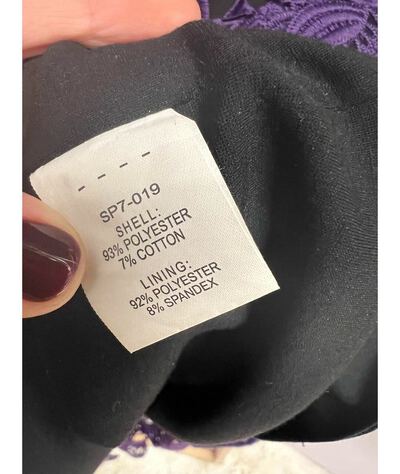 - - - -
SP7-019
SHELL:
93% POLYESTER
7% COTTON
LINING:
92% POLYESTER
8% SPANDEX